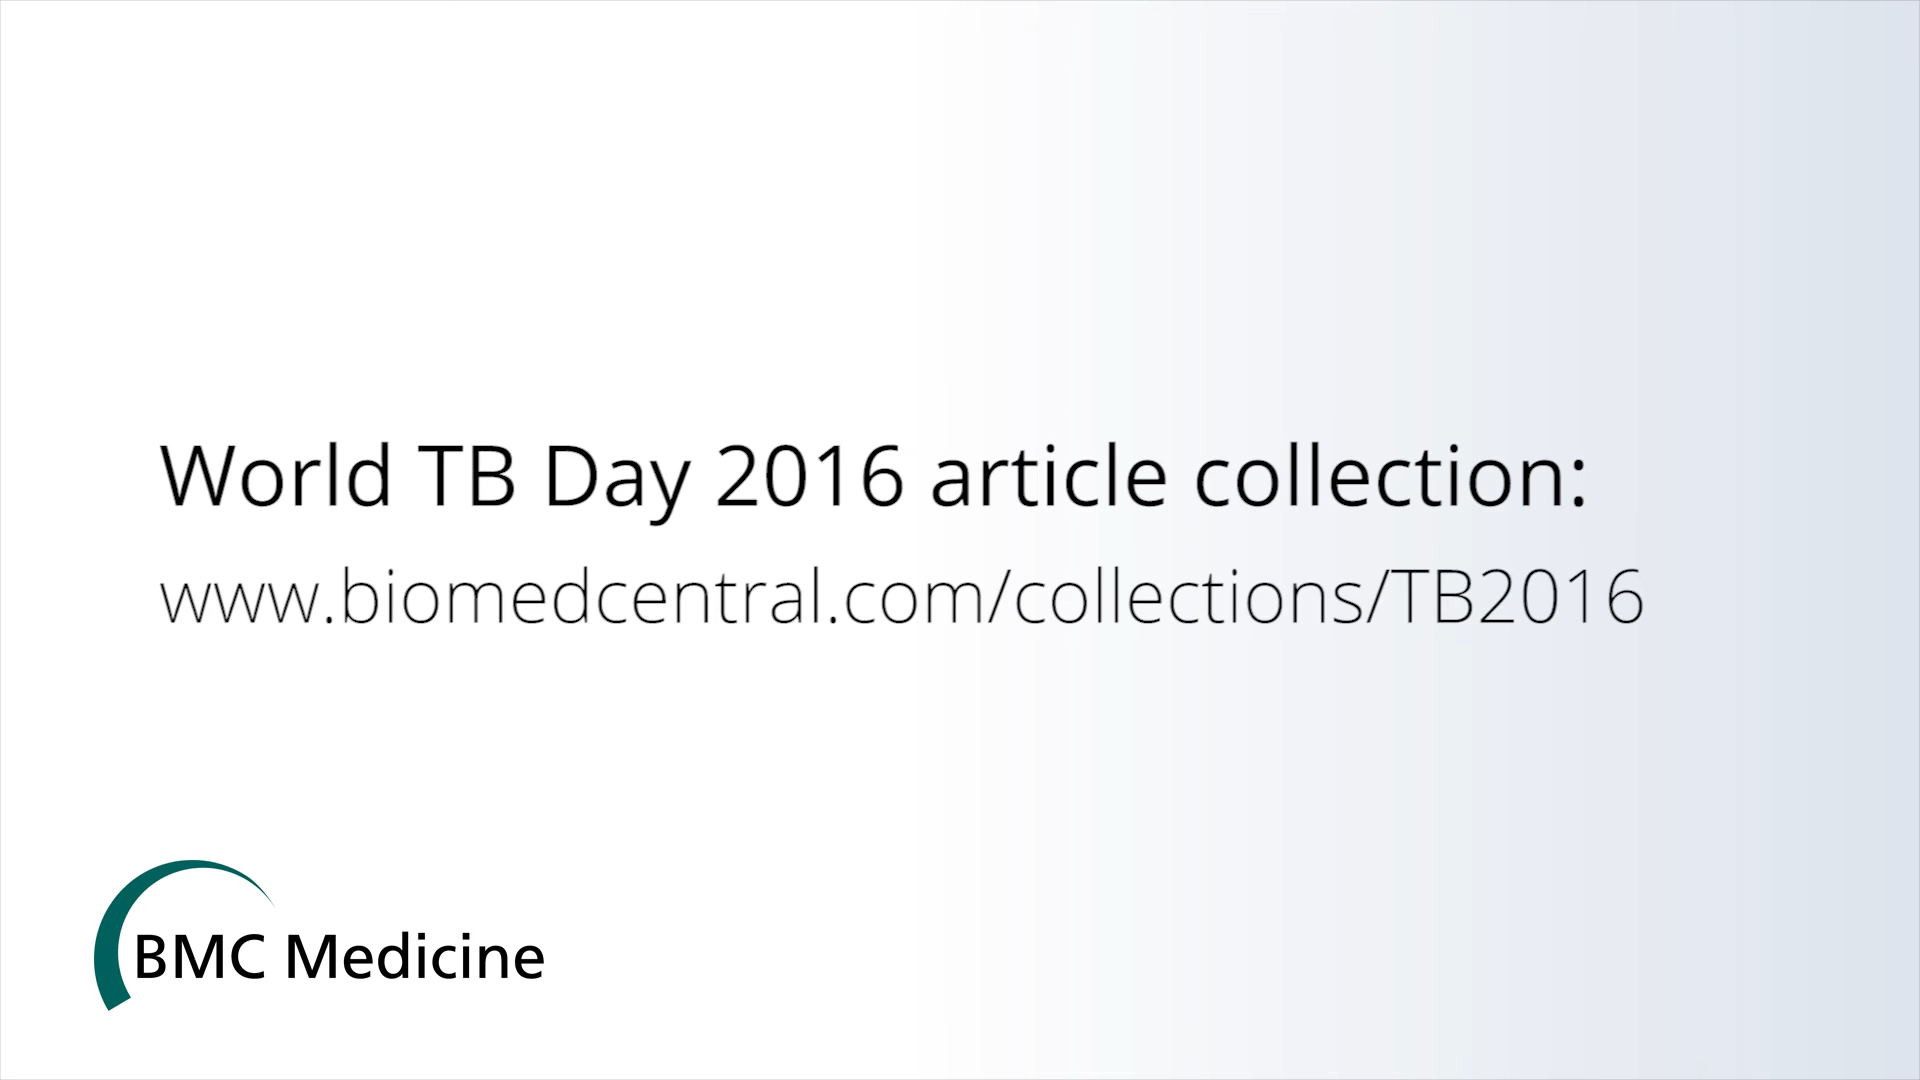 World TB Day 2016 article collection:
www.biomedcentral.com/collections/TB2016
BMC Medicine